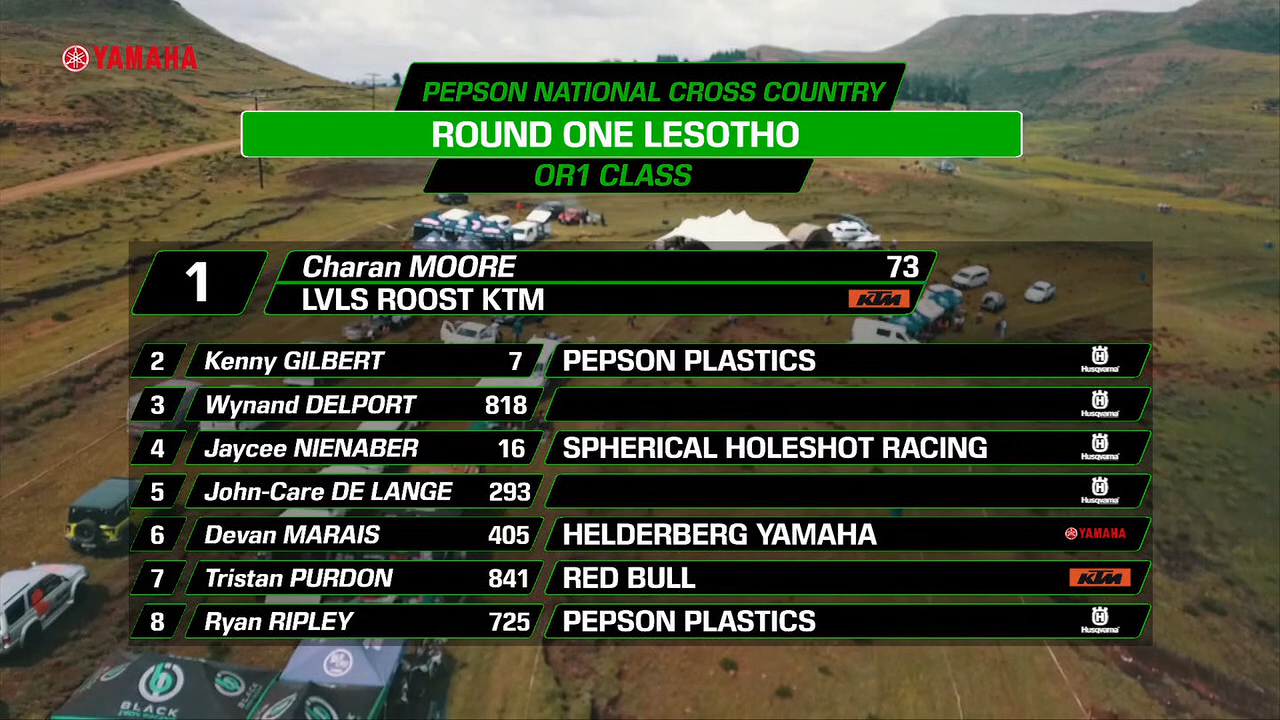 YAMAHA
PEPSON NATIONAL CROSS COUNTRY
ROUND ONE LESOTHO
OR1 CLASS
1 Charan MOORE 73
LVLS ROOST KTM KTM
2 Kenny GILBERT 7 PEPSON PLASTICS Husqvarna
3 Wynand DELPORT 818 Husqvarna
4 Jaycee NIENABER 16 SPHERICAL HOLESHOT RACING Husqvarna
5 John-Care DE LANGE 293 Husqvarna
6 Devan MARAIS 405 HELDERBERG YAMAHA YAMAHA
7 Tristan PURDON 841 RED BULL KTM
8 Ryan RIPLEY 725 PEPSON PLASTICS Husqvarna
BLACK